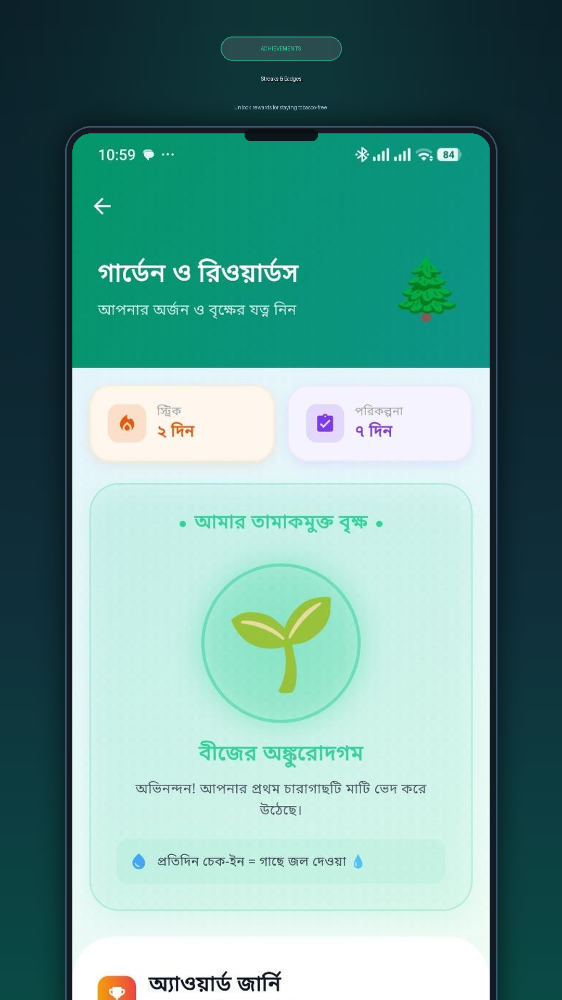 ACHIEVEMENTS
Streaks & Badges
Unlock rewards for staying tobacco-free
10:59
84
গার্ডেন ও রিওয়ার্ডস
আপনার অর্জন ও বৃক্ষের যত্ন নিন
স্ট্রিক
২ দিন
পরিকল্পনা
৭ দিন
• আমার তামাকমুক্ত বৃক্ষ •
বীজের অঙ্কুরোদগম
অভিনন্দন! আপনার প্রথম চারাগাছটি মাটি ভেদ করে
উঠেছে।
প্রতিদিন চেক-ইন = গাছে জল দেওয়া 💧
অ্যাওয়ার্ড জার্নি